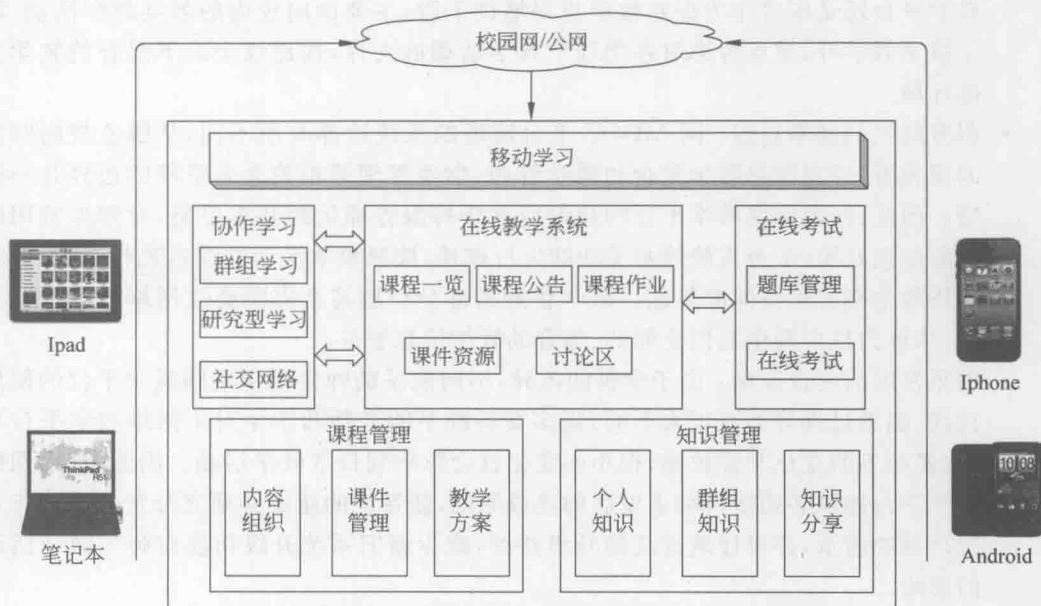 校园网/公网
移动学习
协作学习
群组学习
研究型学习
社交网络
在线教学系统
课程一览
课程公告
课程作业
课件资源
讨论区
在线考试
题库管理
在线考试
课程管理
内容
组织
课件
管理
教学
方案
知识管理
个人
知识
群组
知识
知识
分享
Ipad
笔记本
Iphone
Android
ThinkPad
10 08